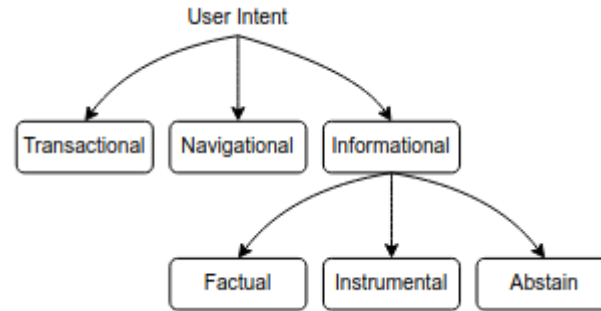 User Intent
Transactional
Navigational
Informational
Factual
Instrumental
Abstain